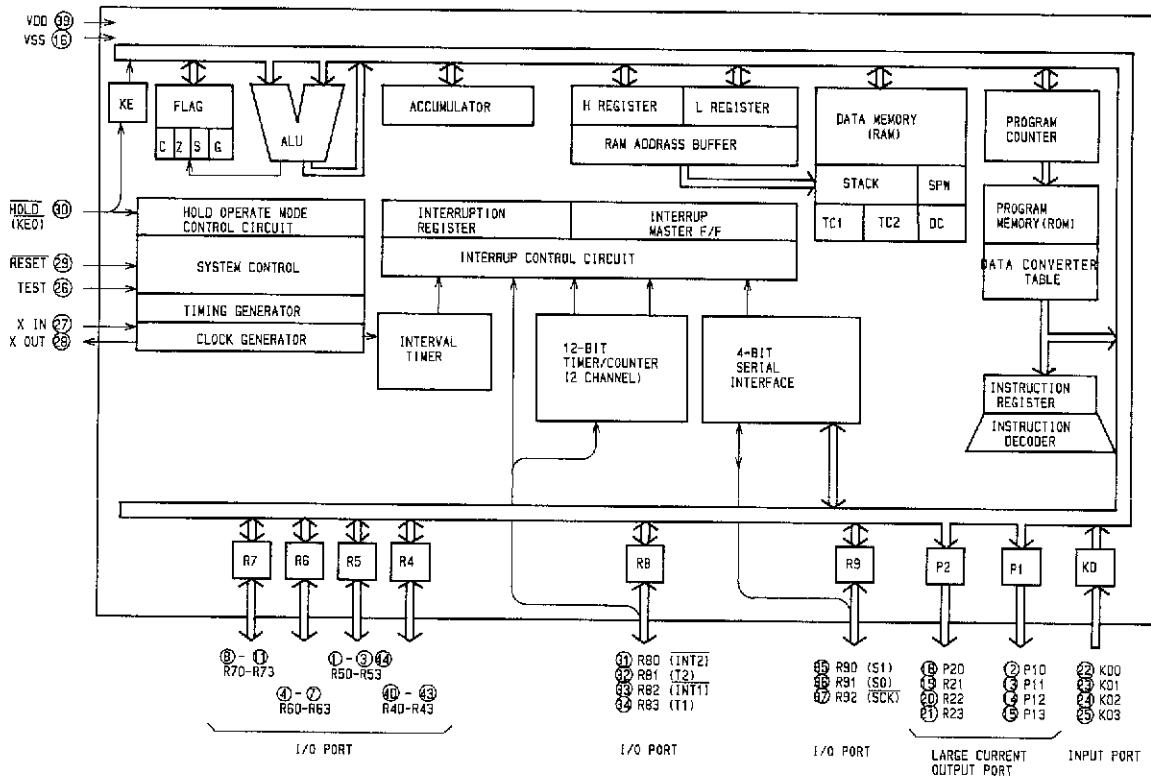 VDD 39
VSS 16
KE
FLAG
C Z S G
ALU
ACCUMULATOR
H REGISTER
L REGISTER
RAM ADDRASS BUFFER
DATA MEMORY
(RAM)
STACK
SPW
TC1
TC2
DC
PROGRAM
COUNTER
PROGRAM
MEMORY(ROM)
DATA CONVERTER
TABLE
INSTRUCTION
REGISTER
INSTRUCTION
DECODER
HOLD 30
(KEO)
RESET 29
TEST 26
X IN 27
X OUT 28
HOLD OPERATE MODE
CONTROL CIRCUIT
SYSTEM CONTROL
TIMING GENERATOR
CLOCK GENERATOR
INTERRUPTION
REGISTER
INTERRUP
MASTER F/F
INTERRUP CONTROL CIRCUIT
INTERVAL
TIMER
12-BIT
TIMER/COUNTER
(2 CHANNEL)
4-BIT
SERIAL
INTERFACE
R7
R6
R5
R4
R8
R9
P2
P1
KO
8 - 11
R70-R73
4 - 7
R60-R63
1 - 3 44
R50-R53
40 - 43
R40-R43
I/O PORT
31 R80 (INT2)
32 R81 (T2)
33 R82 (INT1)
34 R83 (T1)
I/O PORT
35 R90 (S1)
36 R91 (SO)
37 R92 (SCK)
I/O PORT
18 P20
19 R21
20 R22
21 R23
12 P10
13 P11
14 P12
15 P13
LARGE CURRENT
OUTPUT PORT
22 KO0
23 KO1
24 KO2
25 KO3
INPUT PORT